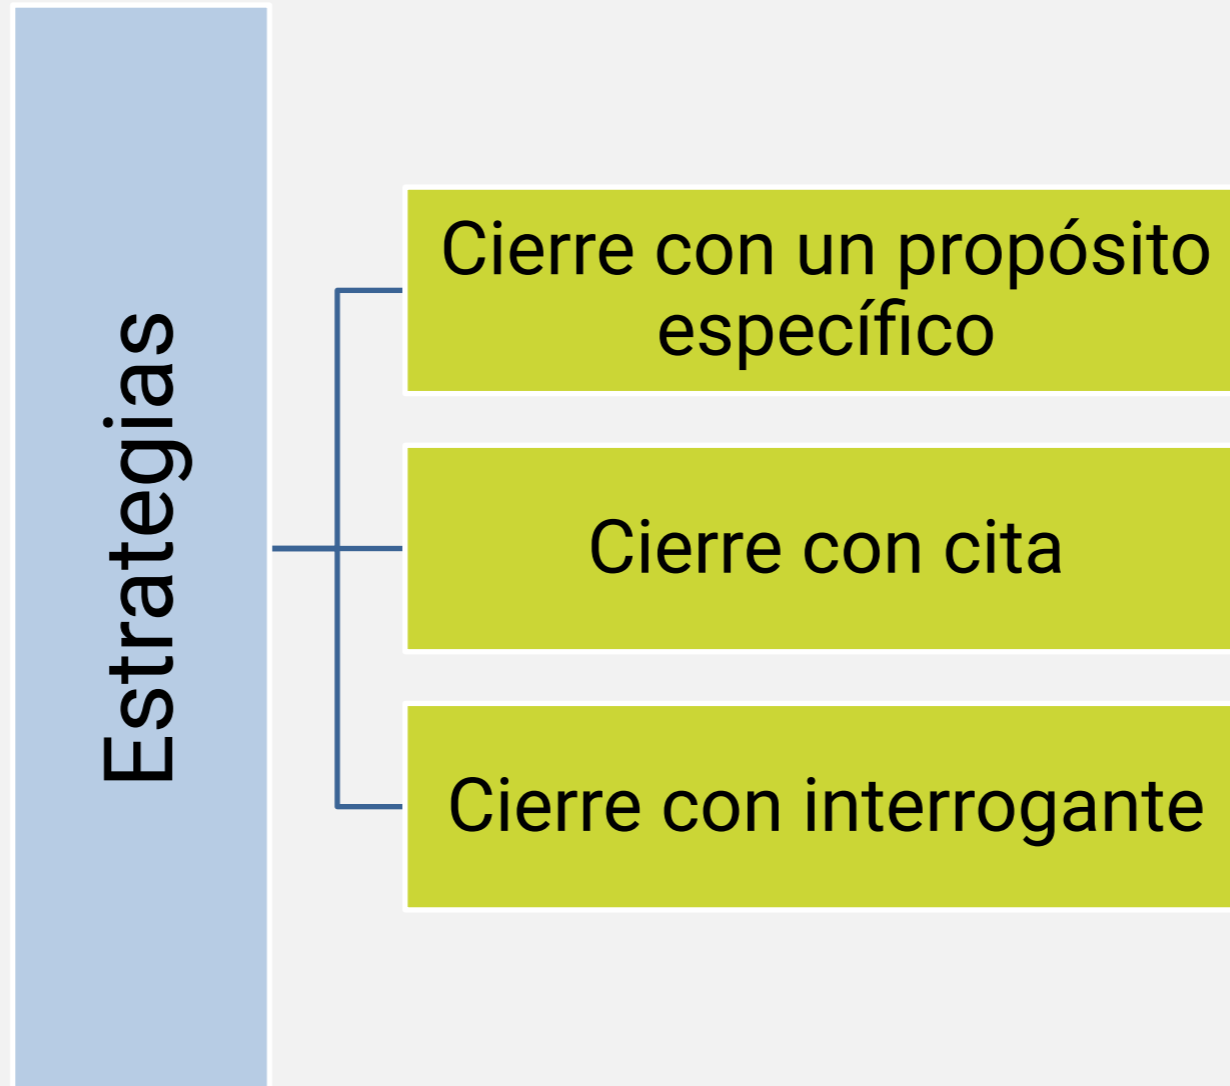 Estrategias
Cierre con un propósito
específico
Cierre con cita
Cierre con interrogante